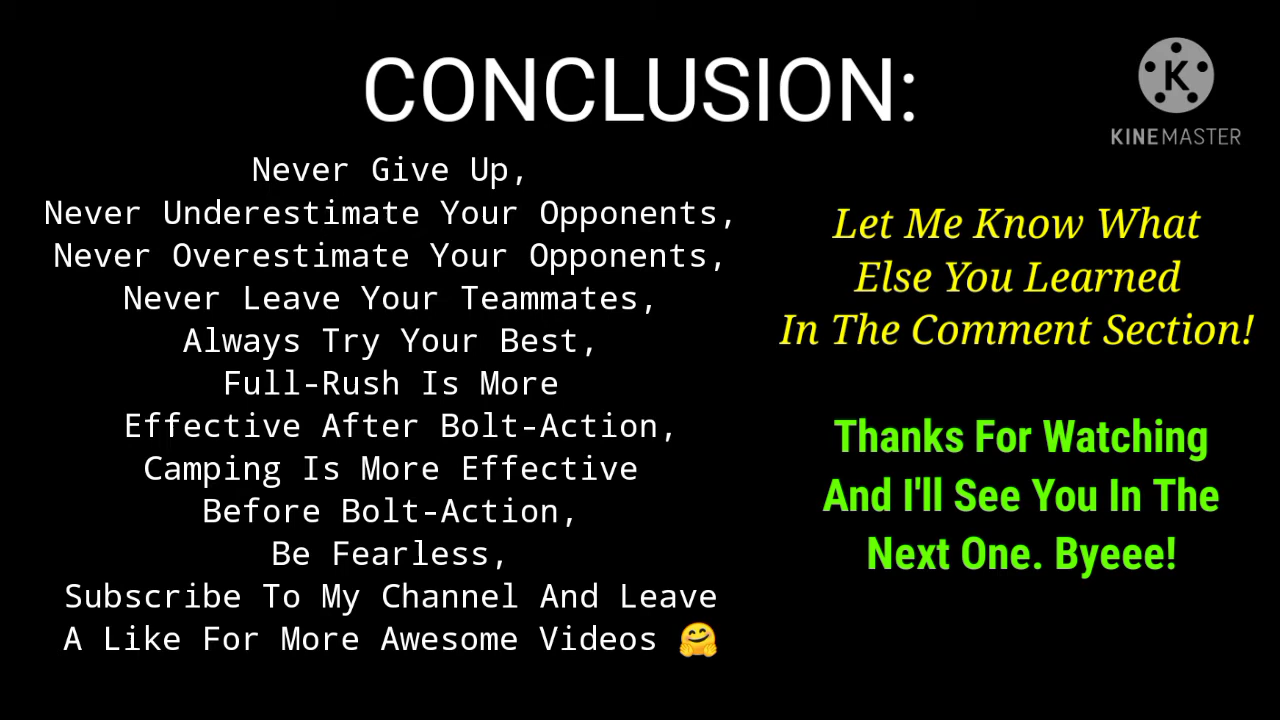 CONCLUSION:
K
KINEMASTER
Never Give Up,
Never Underestimate Your Opponents,
Never Overestimate Your Opponents,
Never Leave Your Teammates,
Always Try Your Best,
Full-Rush Is More
Effective After Bolt-Action,
Camping Is More Effective
Before Bolt-Action,
Be Fearless,
Subscribe To My Channel And Leave
A Like For More Awesome Videos 🤗
Let Me Know What
Else You Learned
In The Comment Section!
Thanks For Watching
And I'll See You In The
Next One. Byeee!